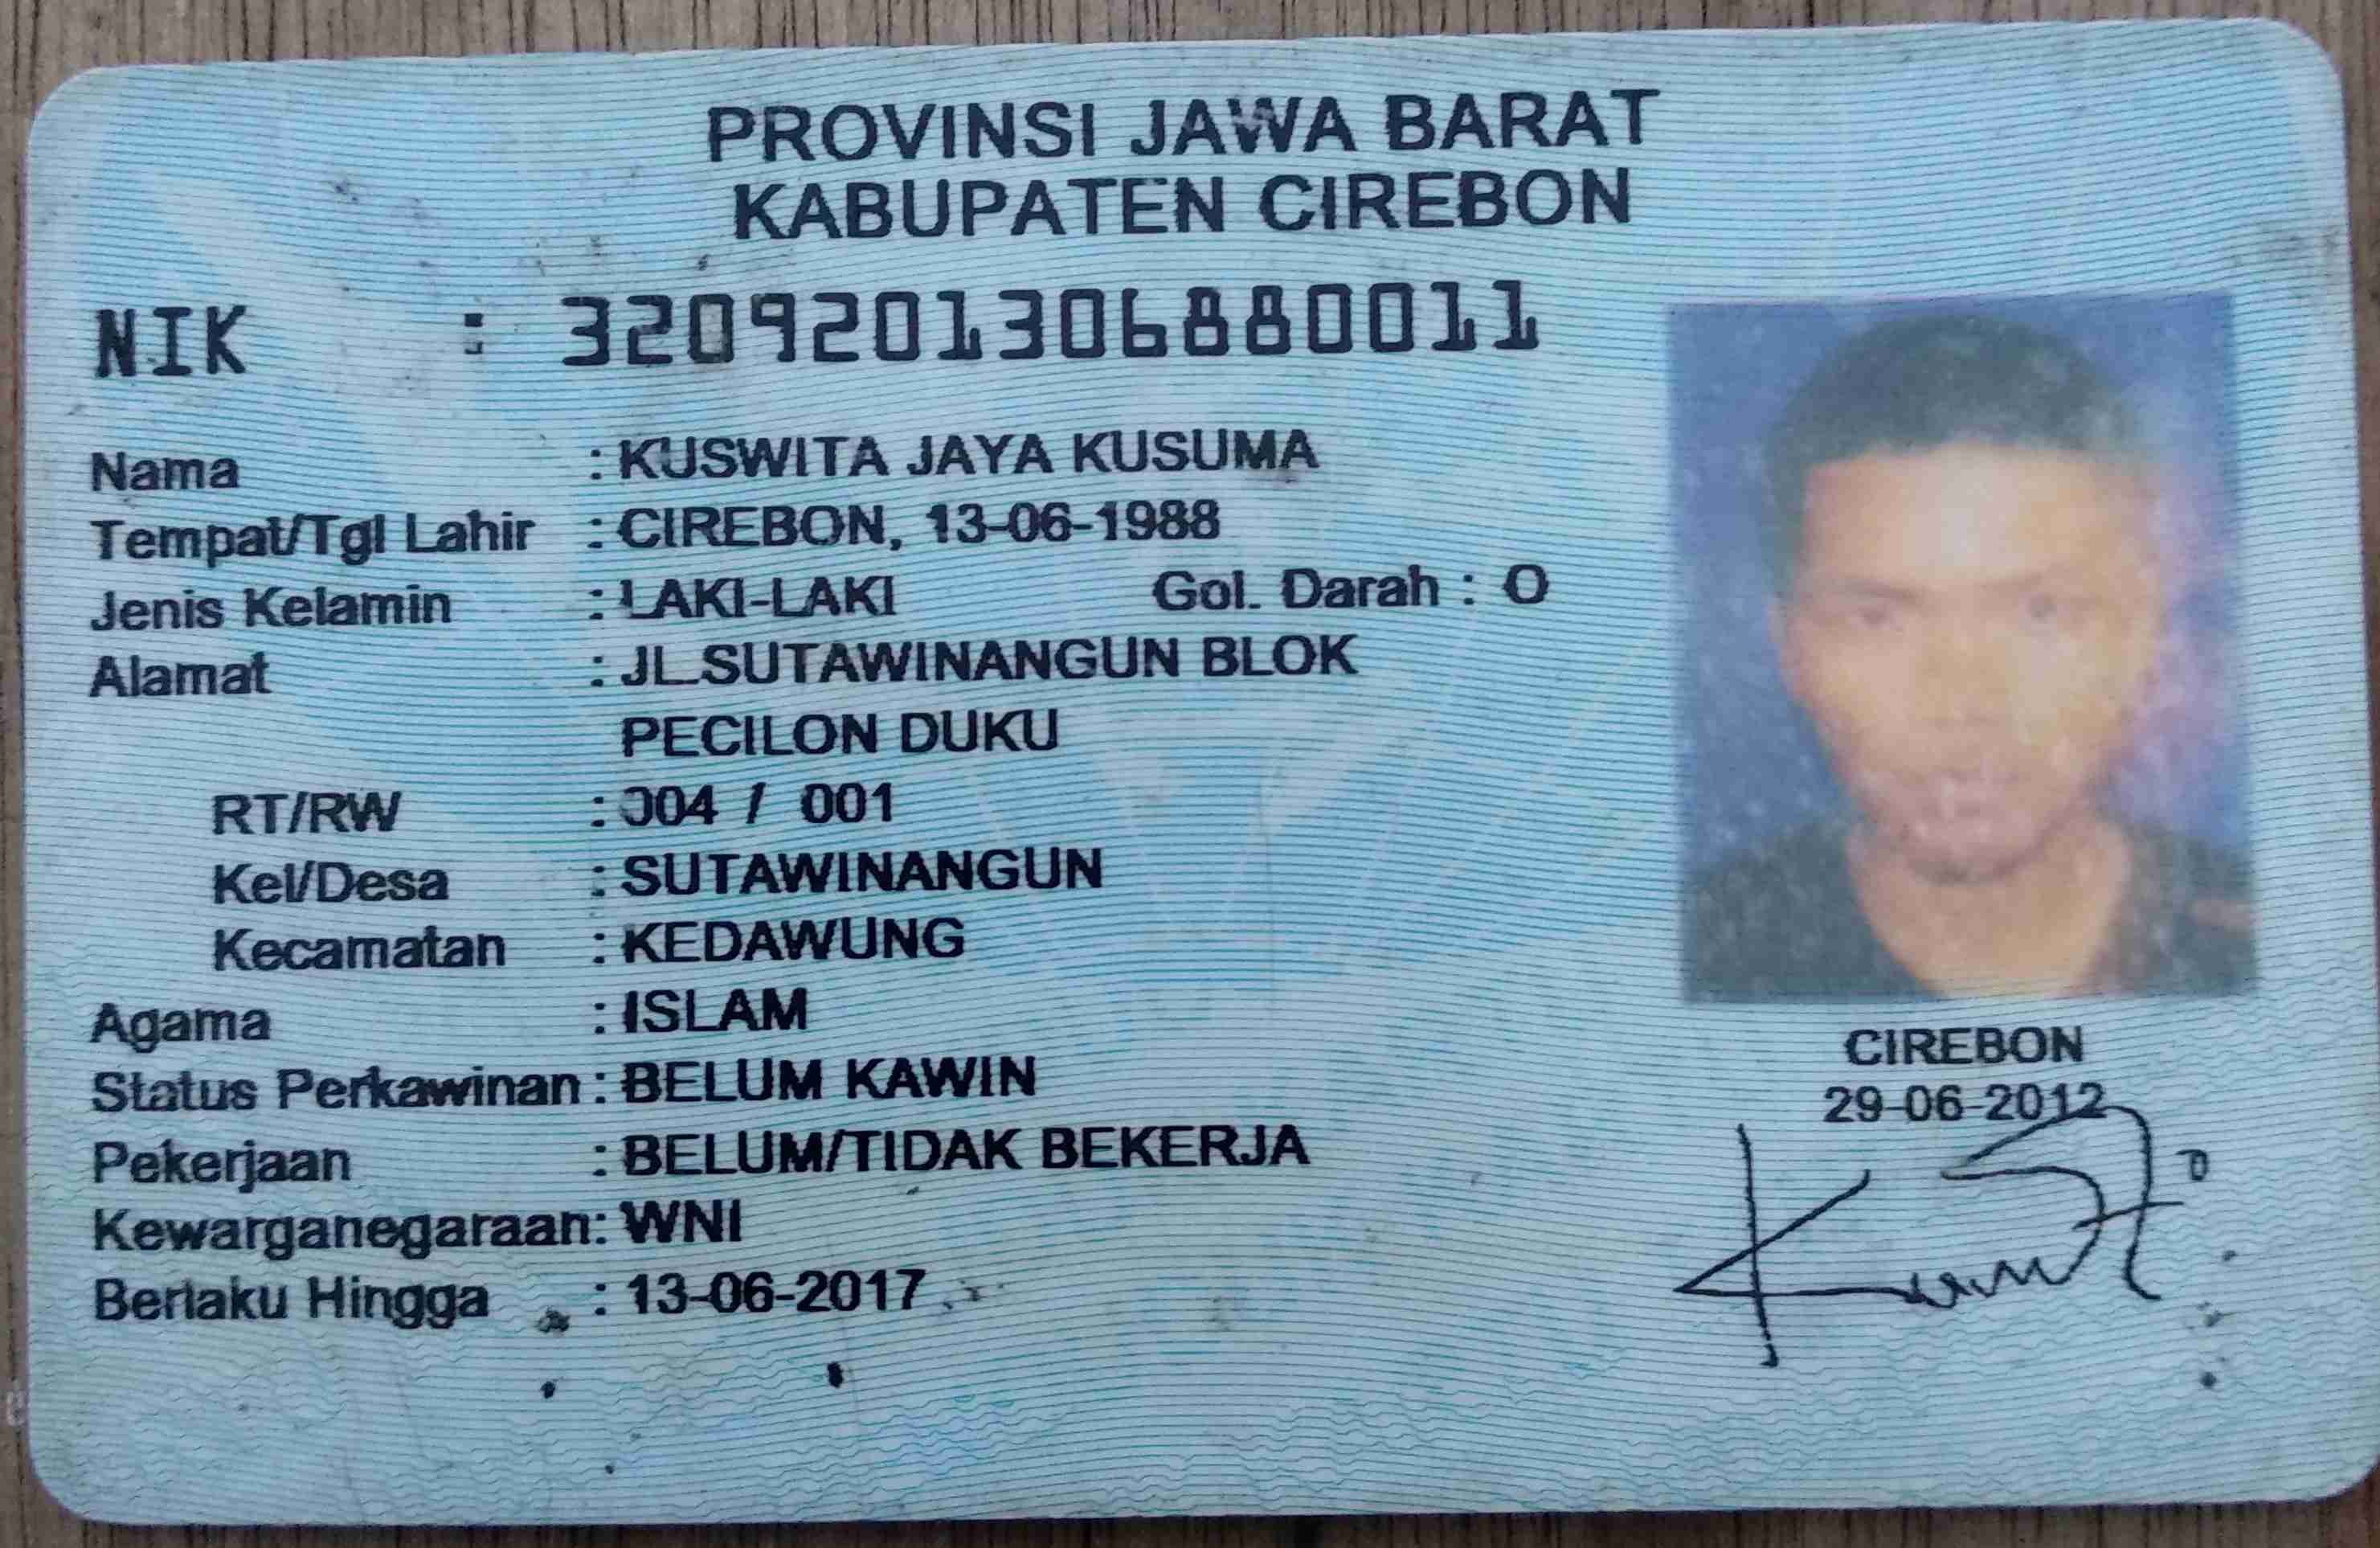 PROVINSI JAWA BARAT
KABUPATEN CIREBON
NIK : 3209201306880011
Nama : KUSWITA JAYA KUSUMA
Tempat/Tgl Lahir : CIREBON, 13-06-1988
Jenis Kelamin : LAKI-LAKI Gol. Darah : O
Alamat : JL.SUTAWINANGUN BLOK
PECILON DUKU
RT/RW : 004 / 001
Kel/Desa : SUTAWINANGUN
Kecamatan : KEDAWUNG
Agama : ISLAM
Status Perkawinan : BELUM KAWIN
Pekerjaan : BELUM/TIDAK BEKERJA
Kewarganegaraan: WNI
Berlaku Hingga : 13-06-2017
CIREBON
29-06-2012